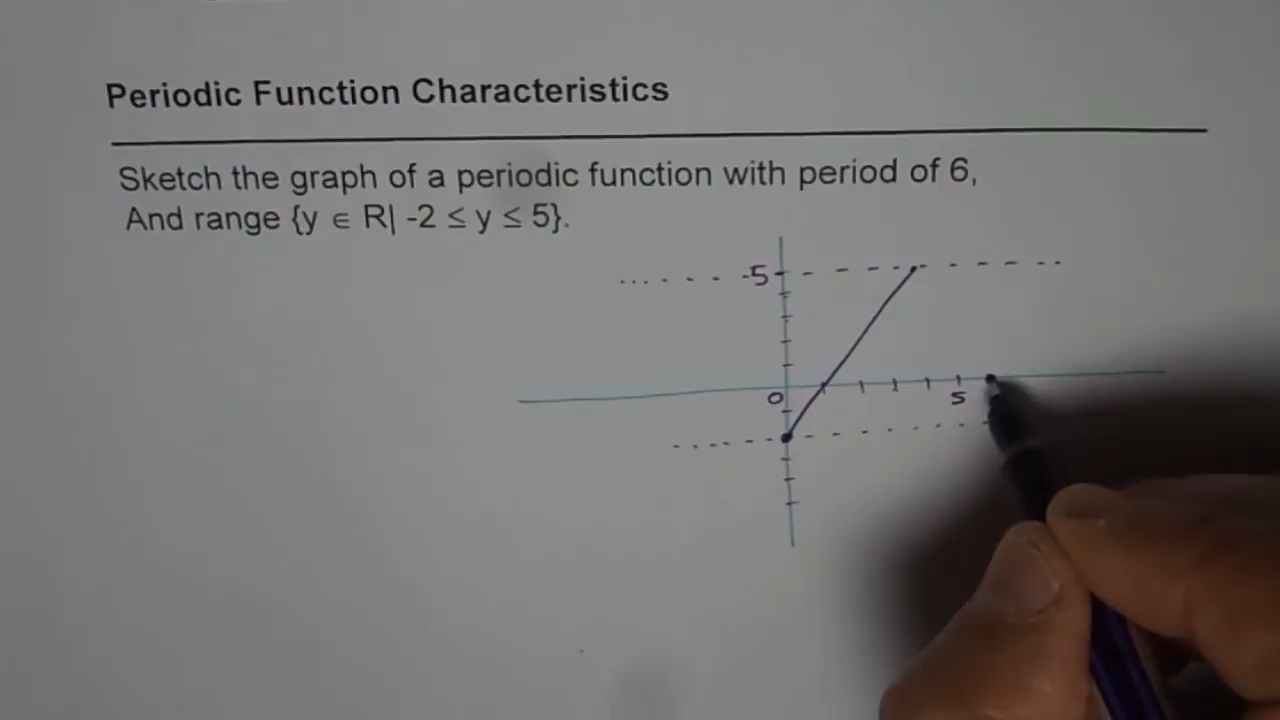 Periodic Function Characteristics
Sketch the graph of a periodic function with period of 6,
And range {y ∈ R| -2 ≤ y ≤ 5}.
-5
0
5